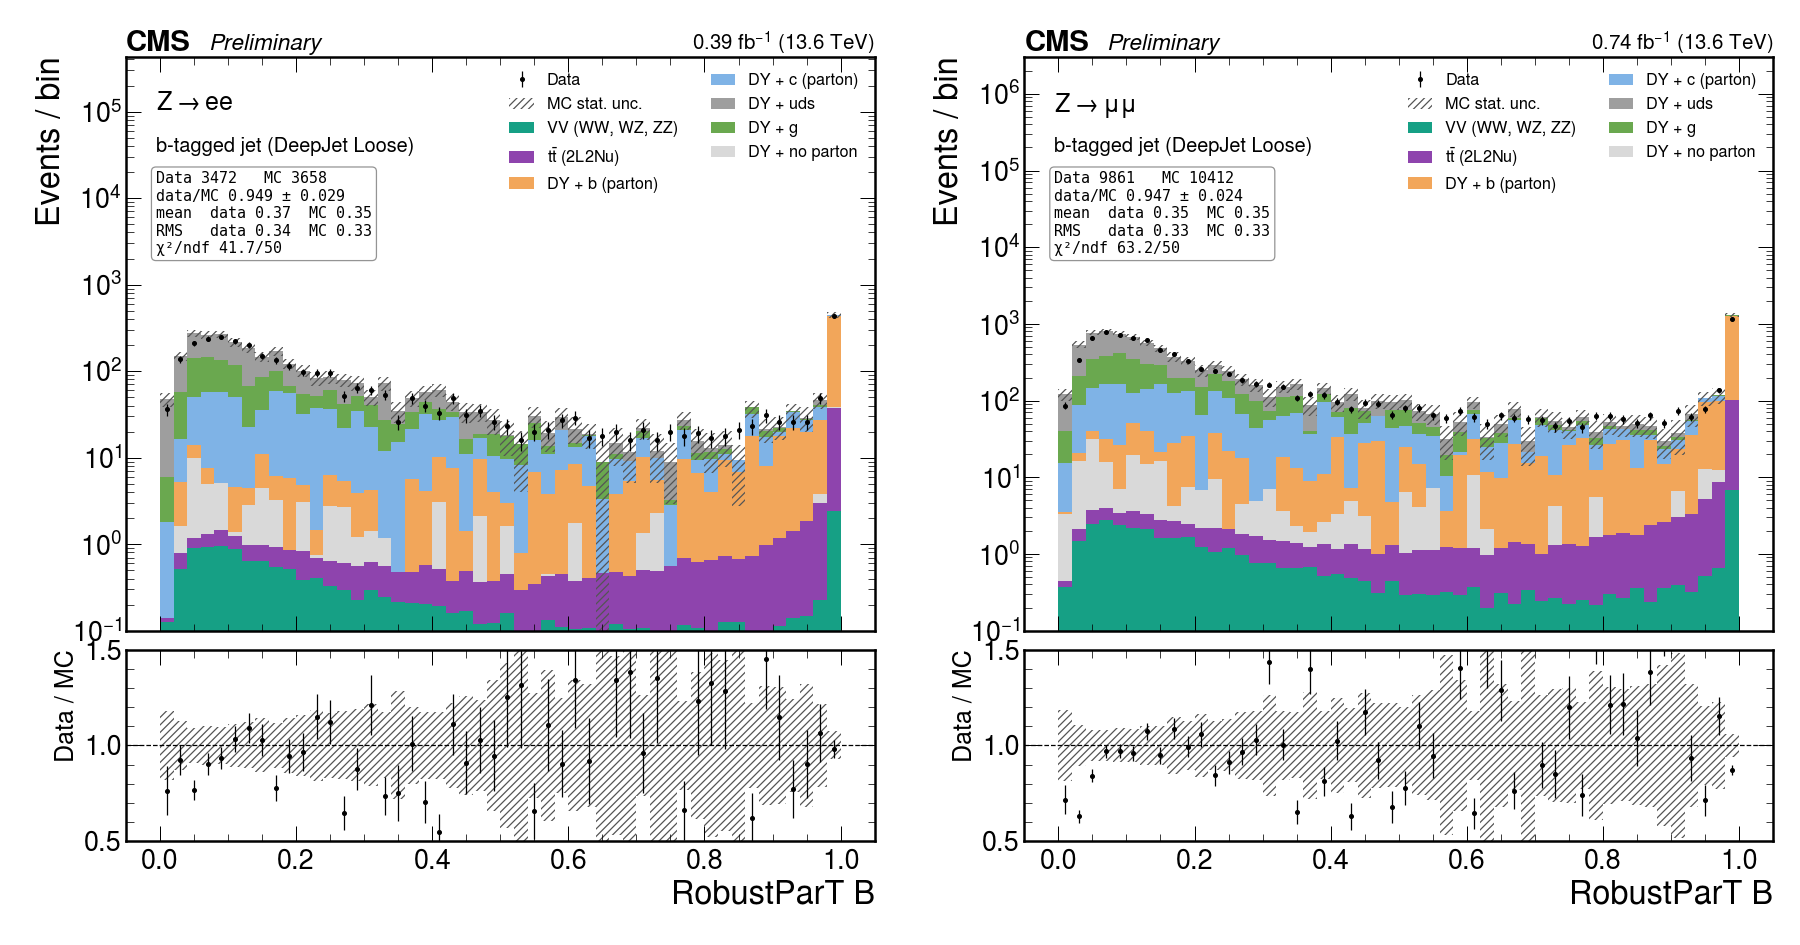 CMS Preliminary 0.39 fb⁻¹ (13.6 TeV)
Events / bin
Z → ee
b-tagged jet (DeepJet Loose)
Data 3472 MC 3658
data/MC 0.949 ± 0.029
mean data 0.37 MC 0.35
RMS data 0.34 MC 0.33
χ²/ndf 41.7/50
Data
MC stat. unc.
VV (WW, WZ, ZZ)
tt̄ (2L2Nu)
DY + b (parton)
DY + c (parton)
DY + uds
DY + g
DY + no parton
10⁵
10⁴
10³
10²
10¹
10⁰
10⁻¹
Data / MC
1.5
1.0
0.5
0.0 0.2 0.4 0.6 0.8 1.0
RobustParT B
CMS Preliminary 0.74 fb⁻¹ (13.6 TeV)
Events / bin
Z → μμ
b-tagged jet (DeepJet Loose)
Data 9861 MC 10412
data/MC 0.947 ± 0.024
mean data 0.35 MC 0.35
RMS data 0.33 MC 0.33
χ²/ndf 63.2/50
Data
MC stat. unc.
VV (WW, WZ, ZZ)
tt̄ (2L2Nu)
DY + b (parton)
DY + c (parton)
DY + uds
DY + g
DY + no parton
10⁶
10⁵
10⁴
10³
10²
10¹
10⁰
10⁻¹
Data / MC
1.5
1.0
0.5
0.0 0.2 0.4 0.6 0.8 1.0
RobustParT B